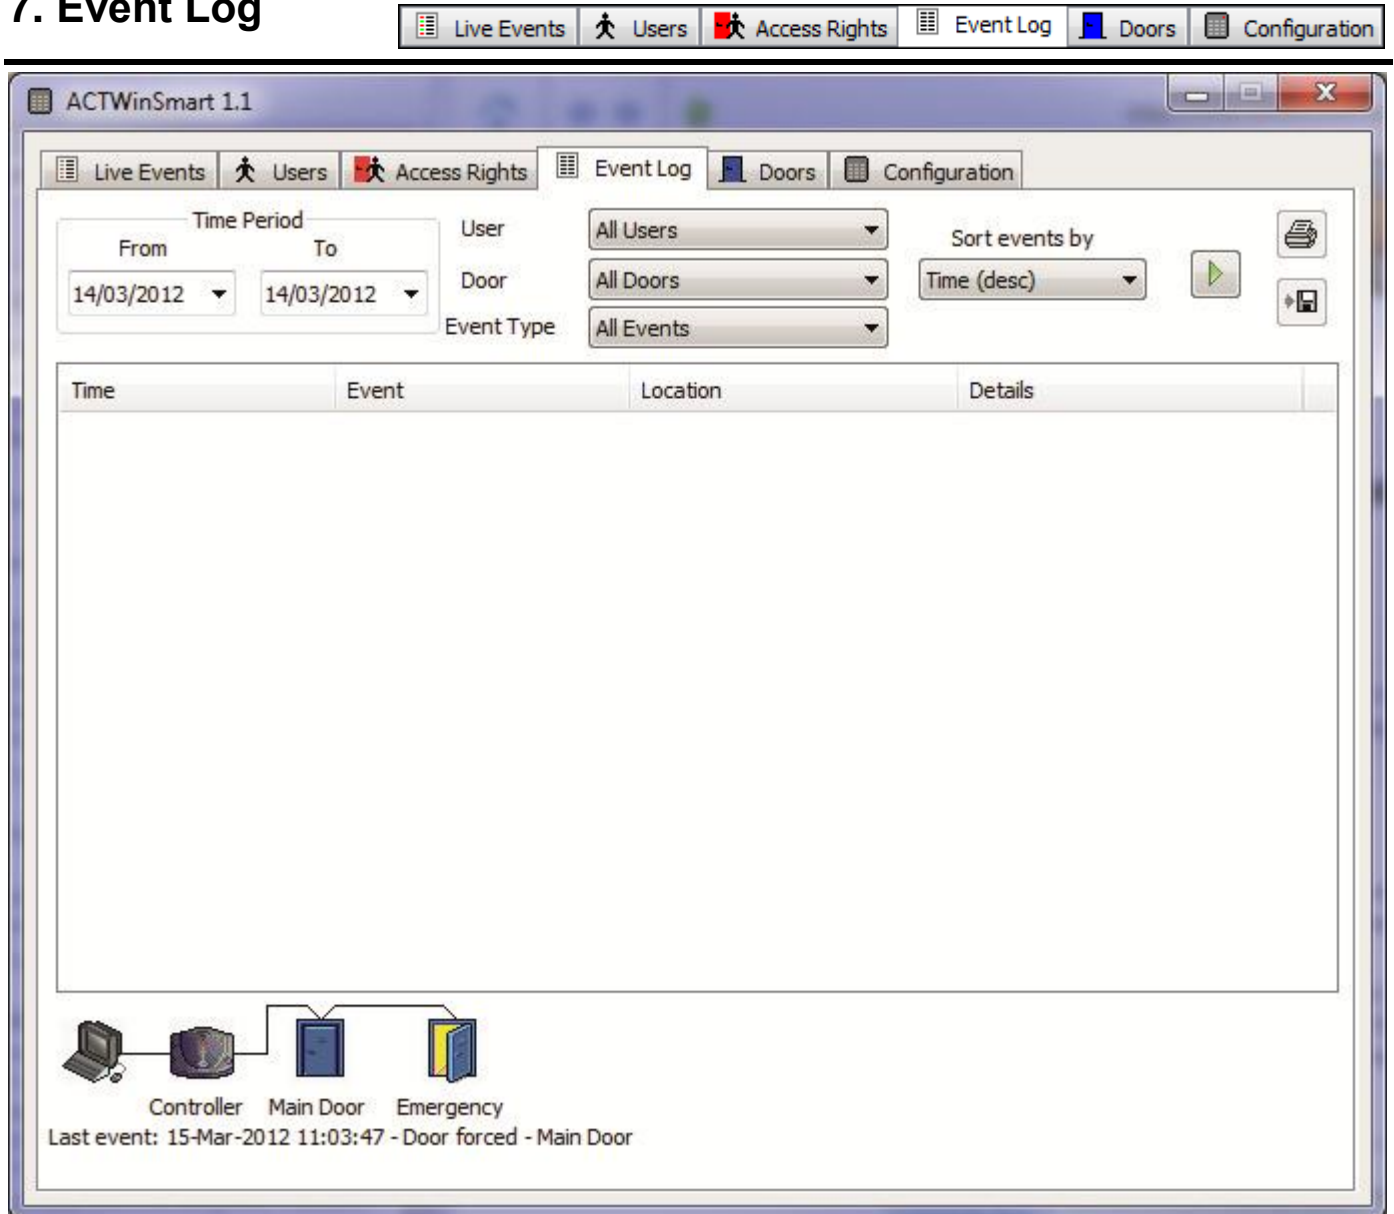 7. Event Log
Live Events Users Access Rights Event Log Doors Configuration
ACTWinSmart 1.1
Live Events Users Access Rights Event Log Doors Configuration
Time Period
From To
14/03/2012 14/03/2012
User All Users
Door All Doors
Event Type All Events
Sort events by
Time (desc)
Time Event Location Details
Controller Main Door Emergency
Last event: 15-Mar-2012 11:03:47 - Door forced - Main Door